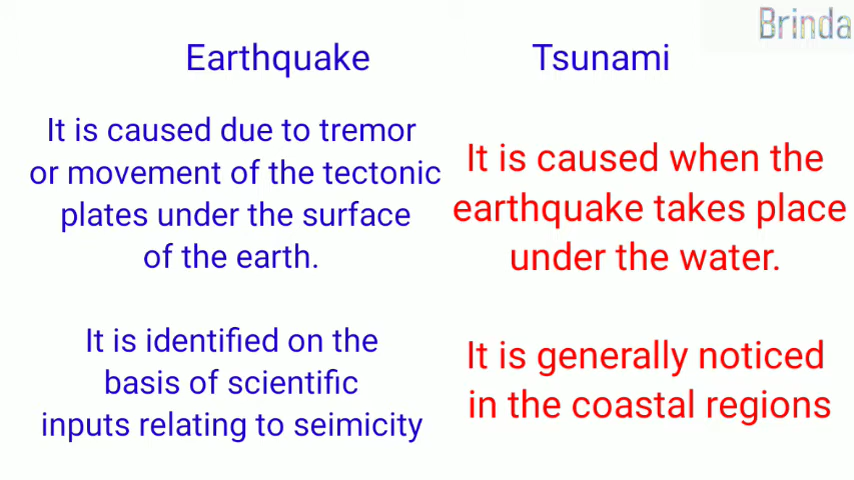 Brinda
Earthquake
Tsunami
It is caused due to tremor
or movement of the tectonic
plates under the surface
of the earth.
It is caused when the
earthquake takes place
under the water.
It is identified on the
basis of scientific
inputs relating to seimicity
It is generally noticed
in the coastal regions